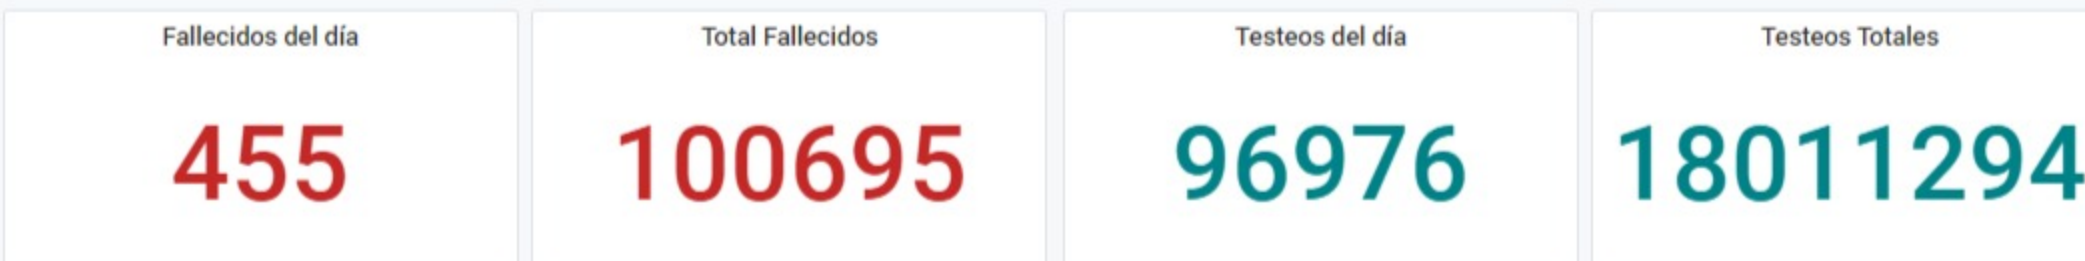 Fallecidos del día
455
Total Fallecidos
100695
Testeos del día
96976
Testeos Totales
18011294